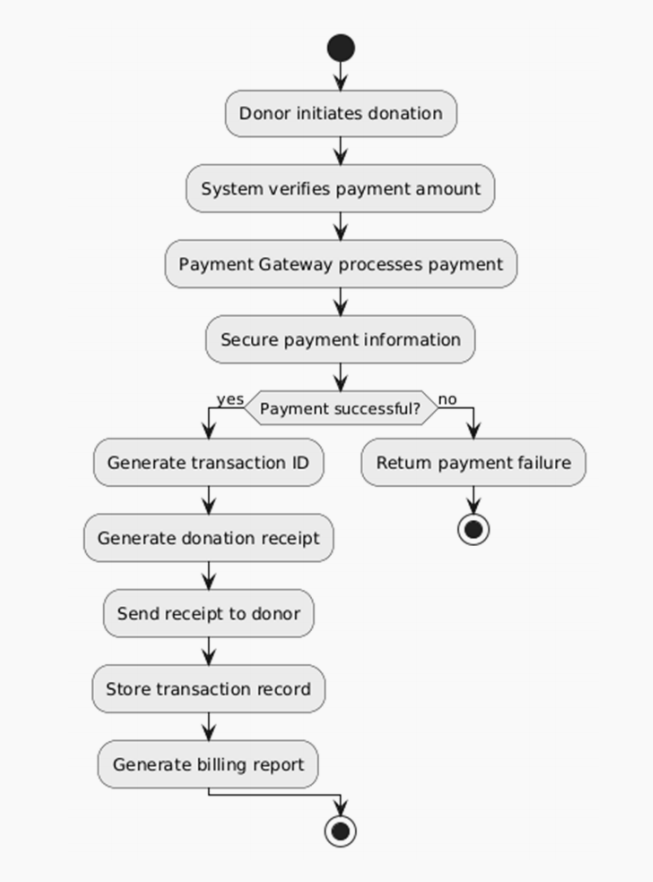 Donor initiates donation
System verifies payment amount
Payment Gateway processes payment
Secure payment information
yes
Payment successful?
no
Generate transaction ID
Return payment failure
Generate donation receipt
Send receipt to donor
Store transaction record
Generate billing report